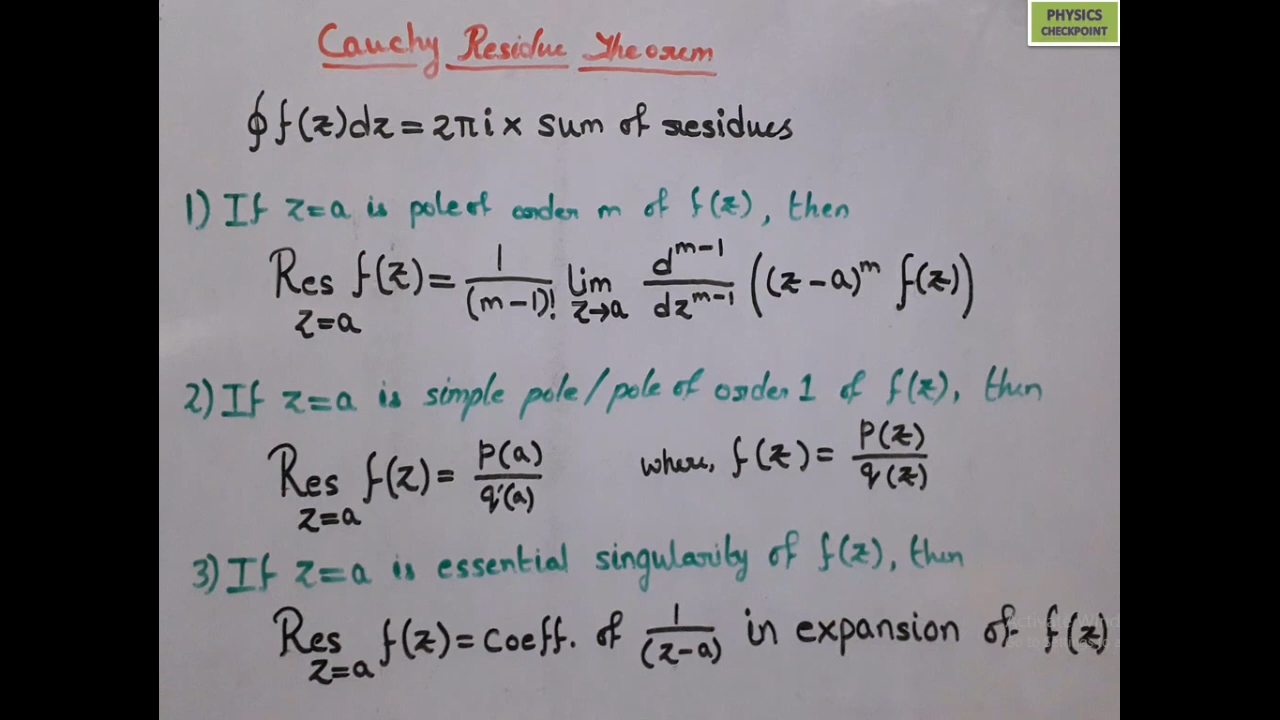 PHYSICS
CHECKPOINT
Cauchy Residue Theorem
∮ f(z)dz = 2πi × sum of residues
1) If z=a is pole of order m of f(z), then
Res f(z) = 1/(m-1)! lim d^(m-1)/dz^(m-1) ((z-a)^m f(z))
z=a z→a
2) If z=a is simple pole/pole of order 1 of f(z), then
Res f(z) = p(a)/q'(a) where, f(z) = p(z)/q(z)
z=a
3) If z=a is essential singularity of f(z), then
Res f(z) = coeff. of 1/(z-a) in expansion of f(z)
z=a